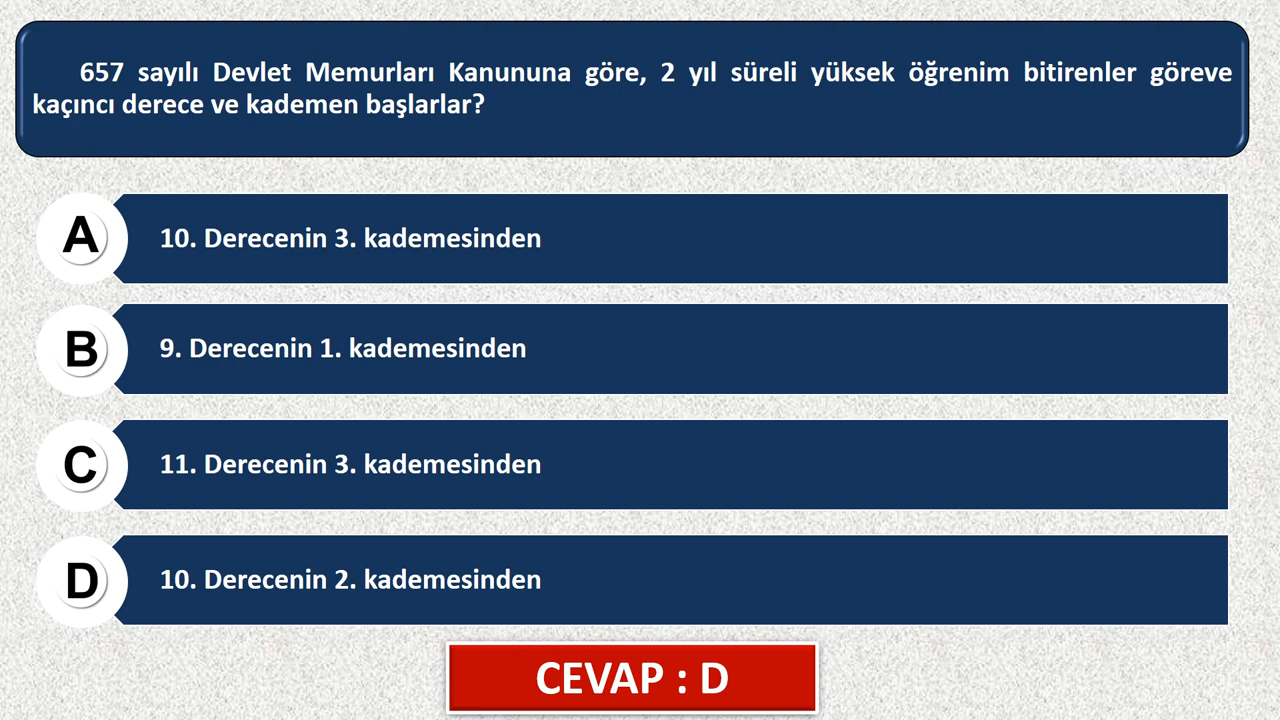 657 sayılı Devlet Memurları Kanununa göre, 2 yıl süreli yüksek öğrenim bitirenler göreve
kaçıncı derece ve kademen başlarlar?
A
10. Derecenin 3. kademesinden
B
9. Derecenin 1. kademesinden
C
11. Derecenin 3. kademesinden
D
10. Derecenin 2. kademesinden
CEVAP : D